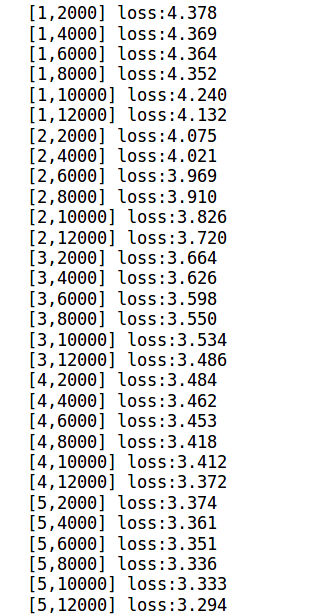 [1,2000] loss:4.378
[1,4000] loss:4.369
[1,6000] loss:4.364
[1,8000] loss:4.352
[1,10000] loss:4.240
[1,12000] loss:4.132
[2,2000] loss:4.075
[2,4000] loss:4.021
[2,6000] loss:3.969
[2,8000] loss:3.910
[2,10000] loss:3.826
[2,12000] loss:3.720
[3,2000] loss:3.664
[3,4000] loss:3.626
[3,6000] loss:3.598
[3,8000] loss:3.550
[3,10000] loss:3.534
[3,12000] loss:3.486
[4,2000] loss:3.484
[4,4000] loss:3.462
[4,6000] loss:3.453
[4,8000] loss:3.418
[4,10000] loss:3.412
[4,12000] loss:3.372
[5,2000] loss:3.374
[5,4000] loss:3.361
[5,6000] loss:3.351
[5,8000] loss:3.336
[5,10000] loss:3.333
[5,12000] loss:3.294